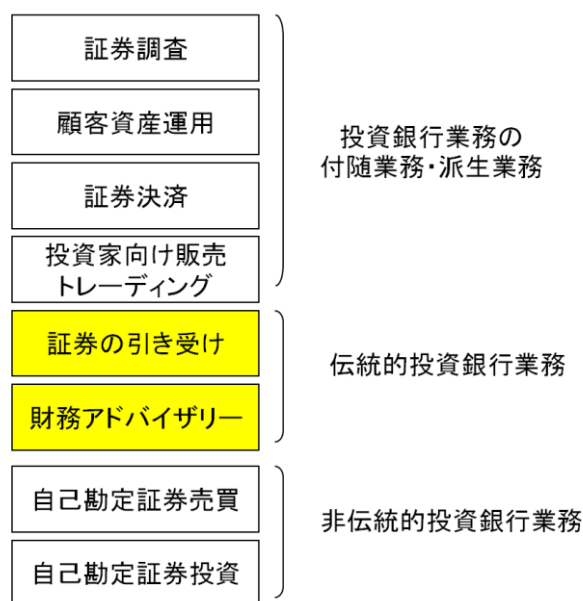 証券調査
顧客資産運用
証券決済
投資家向け販売
トレーディング
投資銀行業務の
付随業務・派生業務
証券の引き受け
財務アドバイザリー
伝統的投資銀行業務
自己勘定証券売買
自己勘定証券投資
非伝統的投資銀行業務